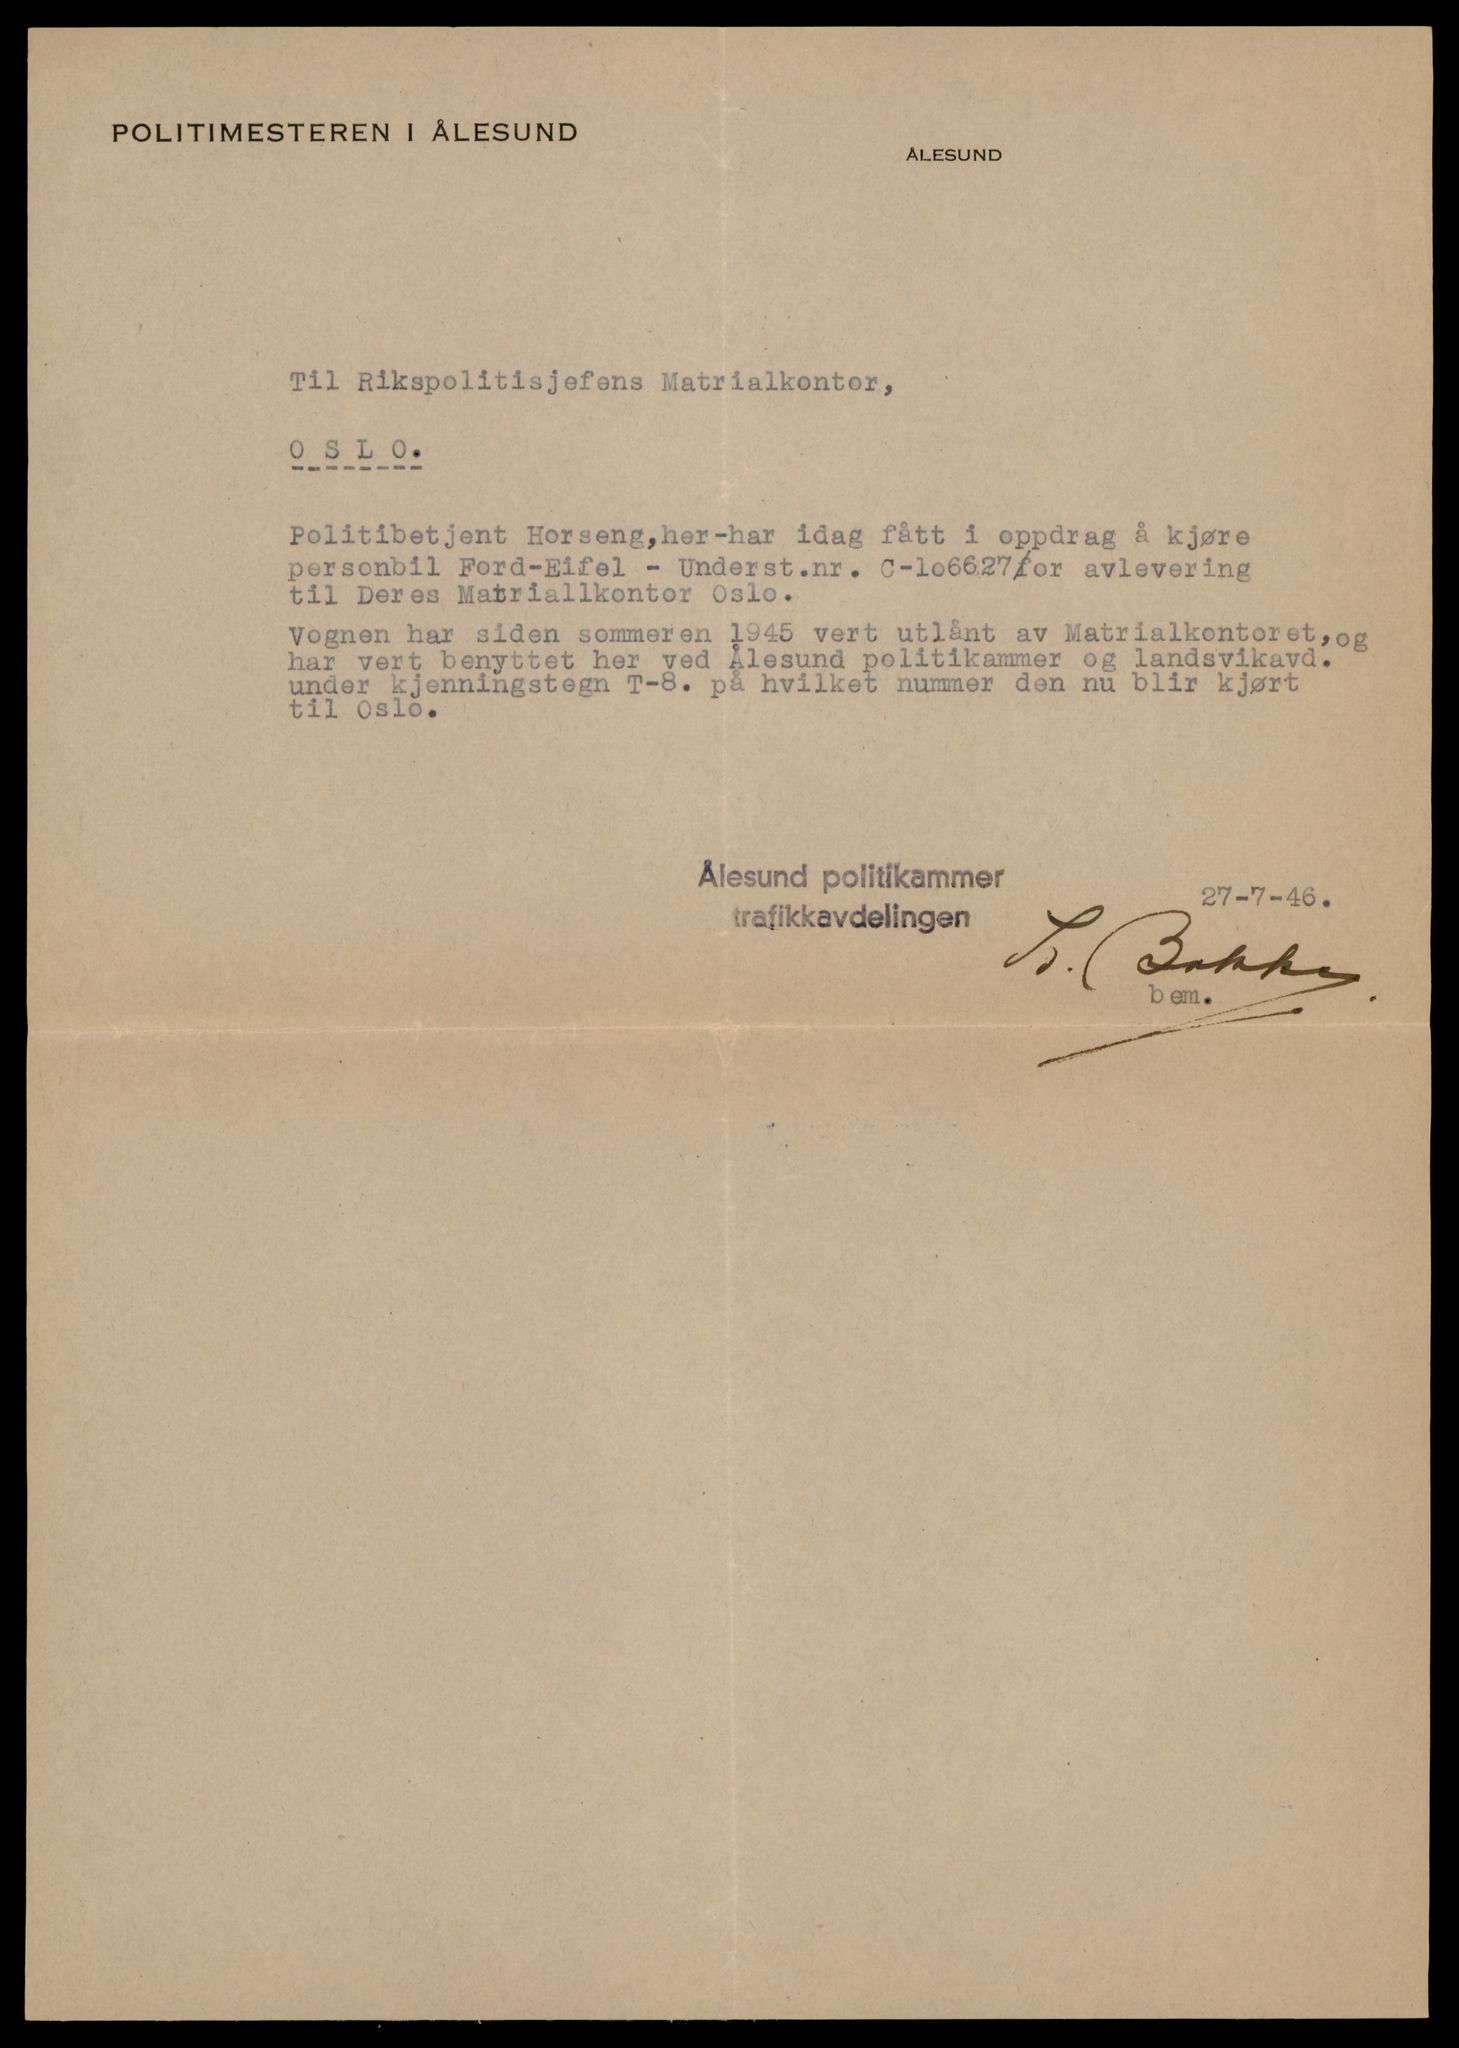 POLITIMESTEREN I ÅLESUND
ÅLESUND
Til Rikspolitisjefens Matrialkontor,
O S L O.
Politibetjent Horseng,her-har idag fått i oppdrag å kjøre
personbil Ford-Eifel - Underst.nr. C-106627/for avlevering
til Deres Matriallkontor Oslo.
Vognen har siden sommeren 1945 vert utlånt av Matrialkontoret,og
har vert benyttet her ved Ålesund politikammer og landsvikavd.
under kjenningstegn T-8. på hvilket nummer den nu blir kjørt
til Oslo.
Ålesund politikammer
trafikkavdelingen
27-7-46.
Bakke
bem.